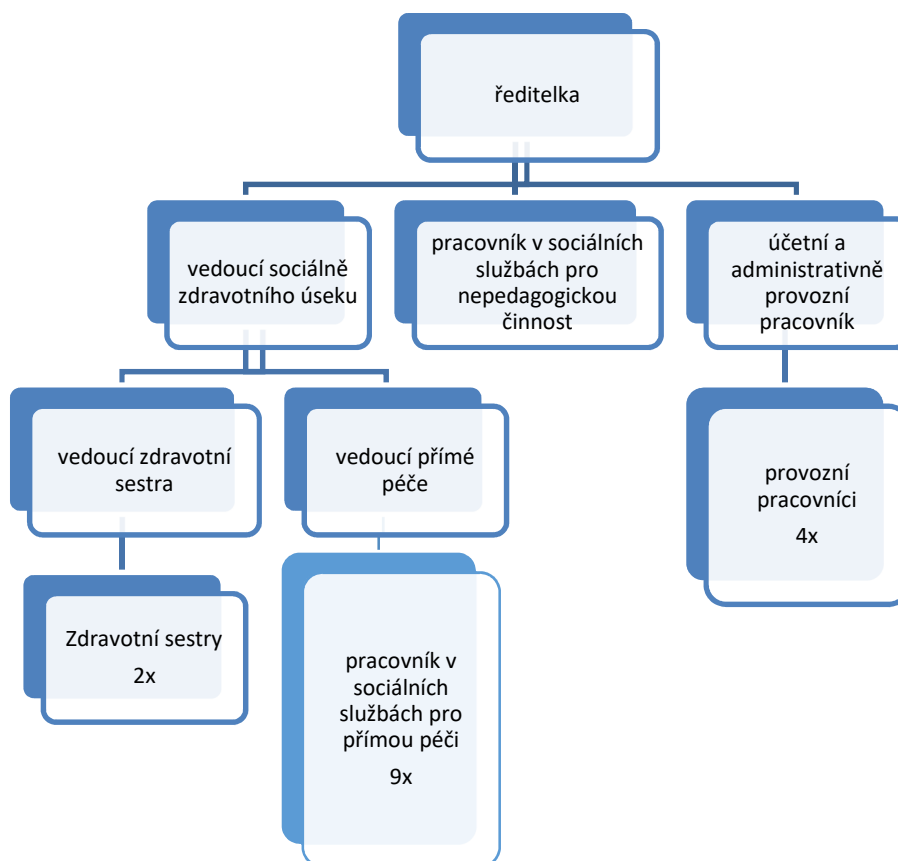 ředitelka
vedoucí sociálně
zdravotního úseku
pracovník v sociálních
službách pro
nepedagogickou
činnost
účetní a
administrativně
provozní
pracovník
vedoucí zdravotní
sestra
vedoucí přímé
péče
provozní
pracovníci
4x
Zdravotní sestry
2x
pracovník v
sociálních
službách pro
přímou péči
9x